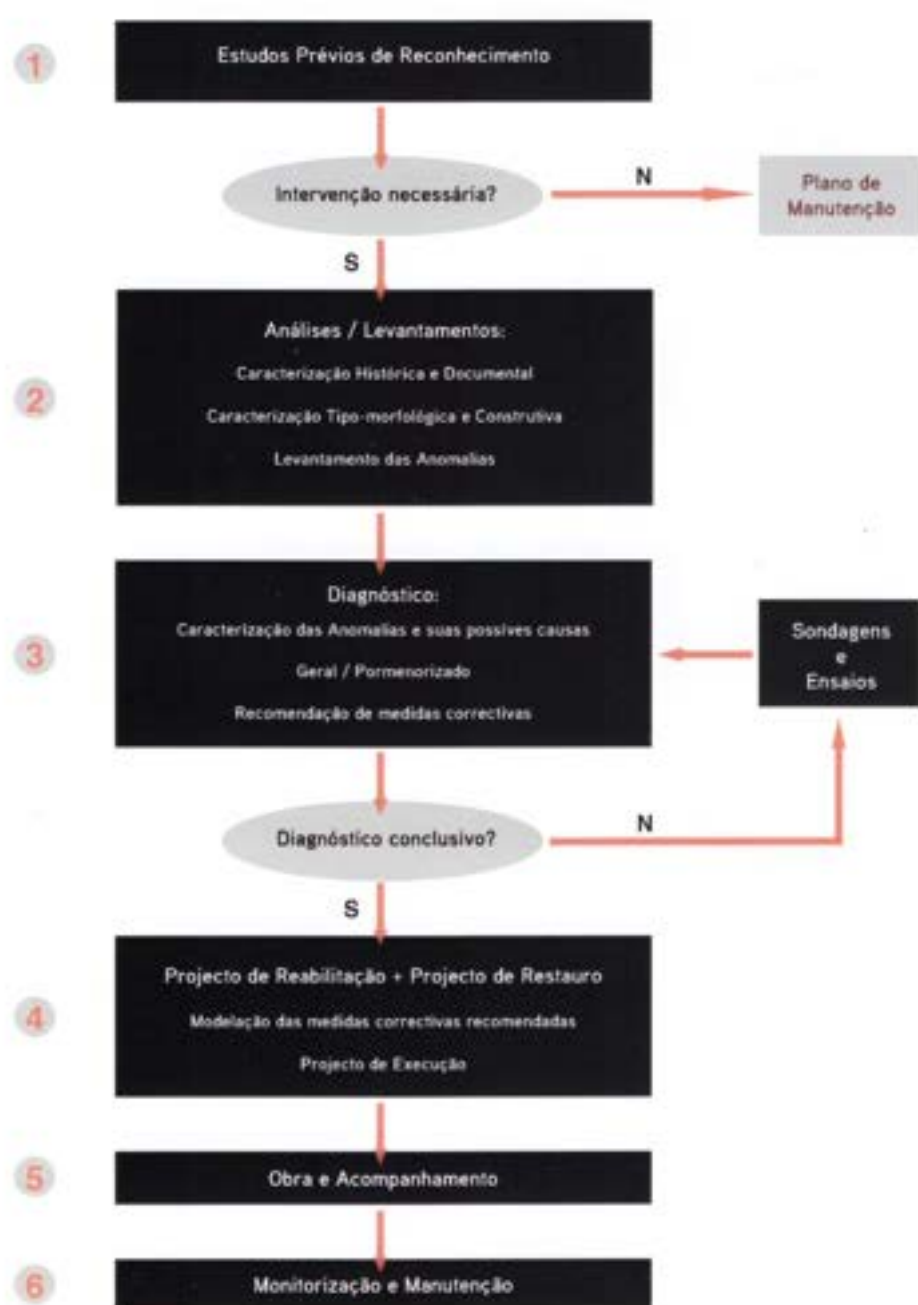 1
Estudos Prévios de Reconhecimento
Intervenção necessária?
N
Plano de
Manutenção
S
2
Análises / Levantamentos:
Caracterização Histórica e Documental
Caracterização Tipo-morfológica e Construtiva
Levantamento das Anomalias
3
Diagnóstico:
Caracterização das Anomalias e suas possives causas
Geral / Pormenorizado
Recomendação de medidas correctivas
Sondagens
e
Ensaios
Diagnóstico conclusivo?
N
S
4
Projecto de Reabilitação + Projecto de Restauro
Modelação das medidas correctivas recomendadas
Projecto de Execução
5
Obra e Acompanhamento
6
Monitorização e Manutenção